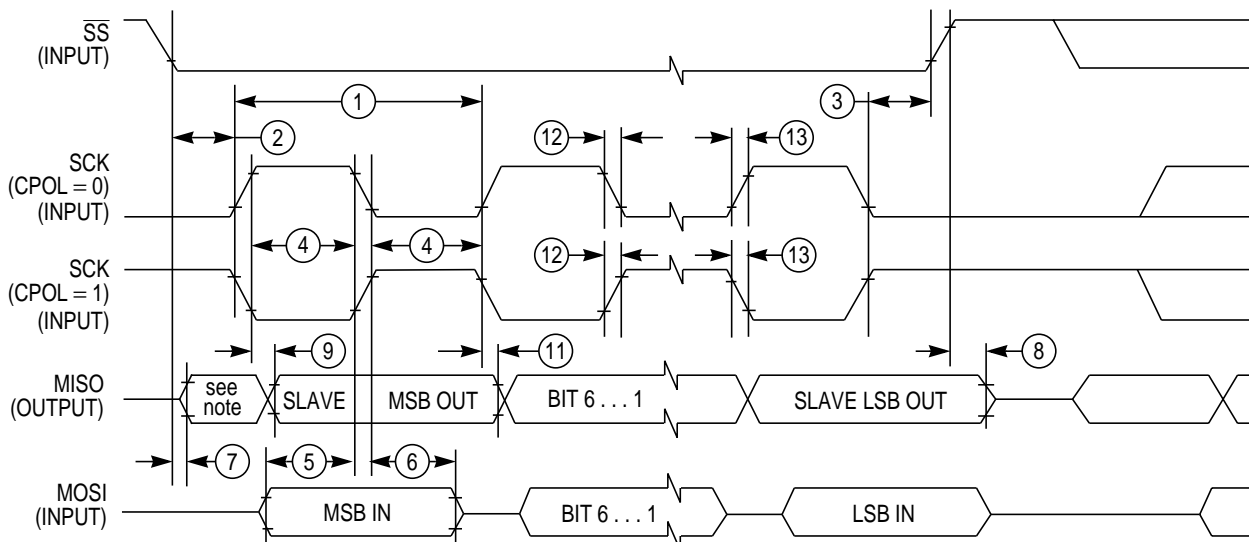 SS
(INPUT)
1
3
2
12
13
SCK
(CPOL = 0)
(INPUT)
4
4
12
13
SCK
(CPOL = 1)
(INPUT)
9
11
8
MISO
(OUTPUT)
see
note
SLAVE
MSB OUT
BIT 6 . . . 1
SLAVE LSB OUT
7
5
6
MOSI
(INPUT)
MSB IN
BIT 6 . . . 1
LSB IN